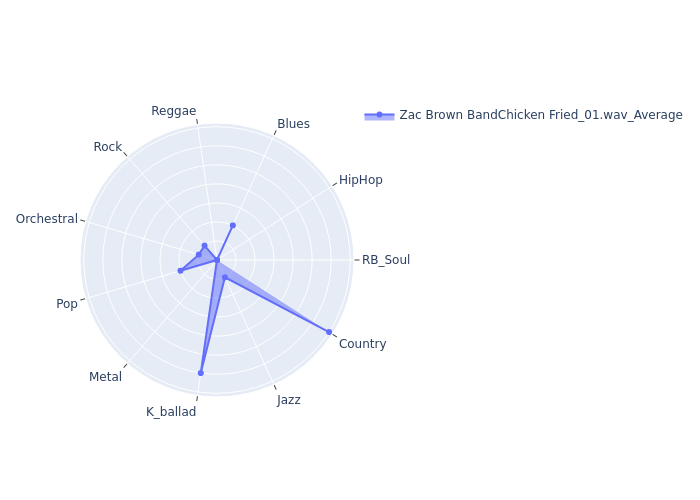 Reggae
Blues
Zac Brown BandChicken Fried_01.wav_Average
Rock
HipHop
Orchestral
RB_Soul
Pop
Country
Metal
Jazz
K_ballad